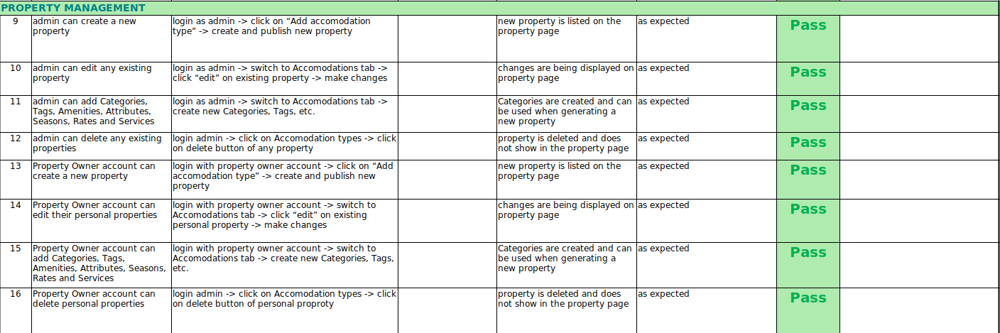 PROPERTY MANAGEMENT
9
admin can create a new
property
login as admin -> click on “Add accomodation
type” -> create and publish new property
new property is listed on the
property page
as expected
Pass
10
admin can edit any existing
property
login as admin -> switch to Accomodations tab ->
click “edit” on existing property -> make changes
changes are being displayed on
property page
as expected
Pass
11
admin can add Categories,
Tags, Amenities, Attributes,
Seasons, Rates and Services
login as admin -> switch to Accomodations tab ->
create new Categories, Tags, etc.
Categories are created and can
be used when generating a
new property
as expected
Pass
12
admin can delete any existing
properties
login admin -> click on Accomodation types -> click
on delete button of any property
property is deleted and does
not show in the property page
as expected
Pass
13
Property Owner account can
create a new property
login with property owner account -> click on “Add
accomodation type” -> create and publish new
property
new property is listed on the
property page
as expected
Pass
14
Property Owner account can
edit their personal properties
login with property owner account -> switch to
Accomodations tab -> click “edit” on existing
personal property -> make changes
changes are being displayed on
property page
as expected
Pass
15
Property Owner account can
add Categories, Tags,
Amenities, Attributes, Seasons,
Rates and Services
login with property owner account -> switch to
Accomodations tab -> create new Categories, Tags,
etc.
Categories are created and can
be used when generating a
new property
as expected
Pass
16
Property Owner account can
delete personal properties
login admin -> click on Accomodation types -> click
on delete button of personal proproty
property is deleted and does
not show in the property page
as expected
Pass